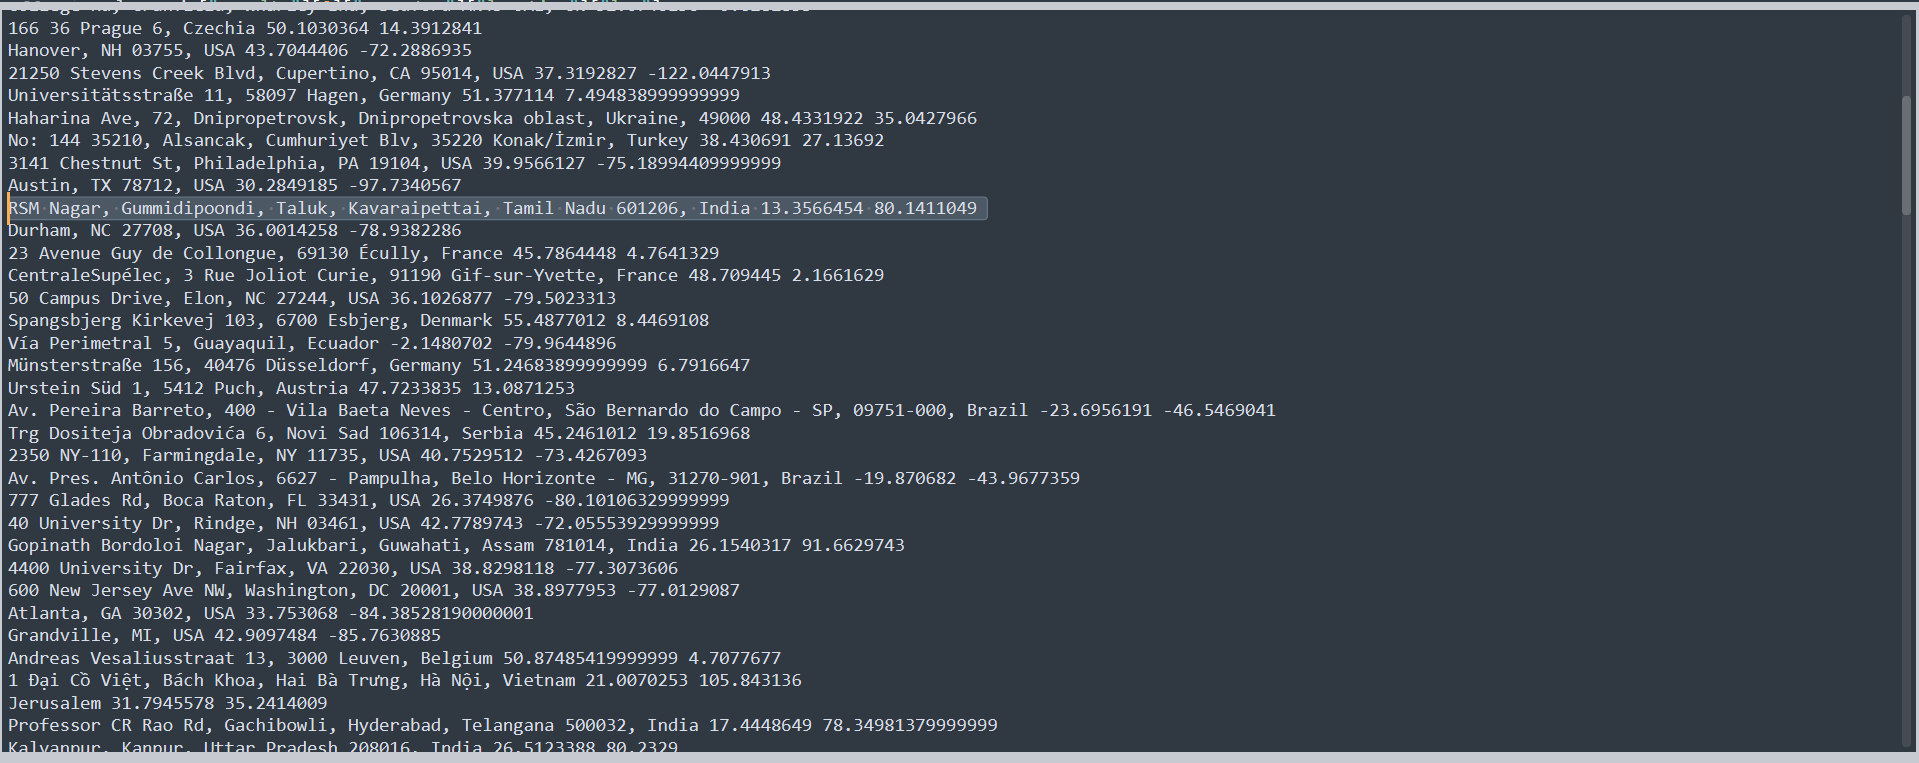 166 36 Prague 6, Czechia 50.1030364 14.3912841
Hanover, NH 03755, USA 43.7044406 -72.2886935
21250 Stevens Creek Blvd, Cupertino, CA 95014, USA 37.3192827 -122.0447913
Universitätsstraße 11, 58097 Hagen, Germany 51.377114 7.494838999999999
Haharina Ave, 72, Dnipropetrovsk, Dnipropetrovska oblast, Ukraine, 49000 48.4331922 35.0427966
No: 144 35210, Alsancak, Cumhuriyet Blv, 35220 Konak/İzmir, Turkey 38.430691 27.13692
3141 Chestnut St, Philadelphia, PA 19104, USA 39.9566127 -75.18994409999999
Austin, TX 78712, USA 30.2849185 -97.7340567
RSM Nagar, Gummidipoondi, Taluk, Kavaraipettai, Tamil Nadu 601206, India 13.3566454 80.1411049
Durham, NC 27708, USA 36.0014258 -78.9382286
23 Avenue Guy de Collongue, 69130 Écully, France 45.7864448 4.7641329
CentraleSupélec, 3 Rue Joliot Curie, 91190 Gif-sur-Yvette, France 48.709445 2.1661629
50 Campus Drive, Elon, NC 27244, USA 36.1026877 -79.5023313
Spangsbjerg Kirkevej 103, 6700 Esbjerg, Denmark 55.4877012 8.4469108
Vía Perimetral 5, Guayaquil, Ecuador -2.1480702 -79.9644896
Münsterstraße 156, 40476 Düsseldorf, Germany 51.24683899999999 6.7916647
Urstein Süd 1, 5412 Puch, Austria 47.7233835 13.0871253
Av. Pereira Barreto, 400 - Vila Baeta Neves - Centro, São Bernardo do Campo - SP, 09751-000, Brazil -23.6956191 -46.5469041
Trg Dositeja Obradovića 6, Novi Sad 106314, Serbia 45.2461012 19.8516968
2350 NY-110, Farmingdale, NY 11735, USA 40.7529512 -73.4267093
Av. Pres. Antônio Carlos, 6627 - Pampulha, Belo Horizonte - MG, 31270-901, Brazil -19.870682 -43.9677359
777 Glades Rd, Boca Raton, FL 33431, USA 26.3749876 -80.10106329999999
40 University Dr, Rindge, NH 03461, USA 42.7789743 -72.05553929999999
Gopinath Bordoloi Nagar, Jalukbari, Guwahati, Assam 781014, India 26.1540317 91.6629743
4400 University Dr, Fairfax, VA 22030, USA 38.8298118 -77.3073606
600 New Jersey Ave NW, Washington, DC 20001, USA 38.8977953 -77.0129087
Atlanta, GA 30302, USA 33.753068 -84.38528190000001
Grandville, MI, USA 42.9097484 -85.7630885
Andreas Vesaliusstraat 13, 3000 Leuven, Belgium 50.87485419999999 4.7077677
1 Đại Cồ Việt, Bách Khoa, Hai Bà Trưng, Hà Nội, Vietnam 21.0070253 105.843136
Jerusalem 31.7945578 35.2414009
Professor CR Rao Rd, Gachibowli, Hyderabad, Telangana 500032, India 17.4448649 78.34981379999999
Kalyanpur, Kanpur, Uttar Pradesh 208016, India 26.5123388 80.2329